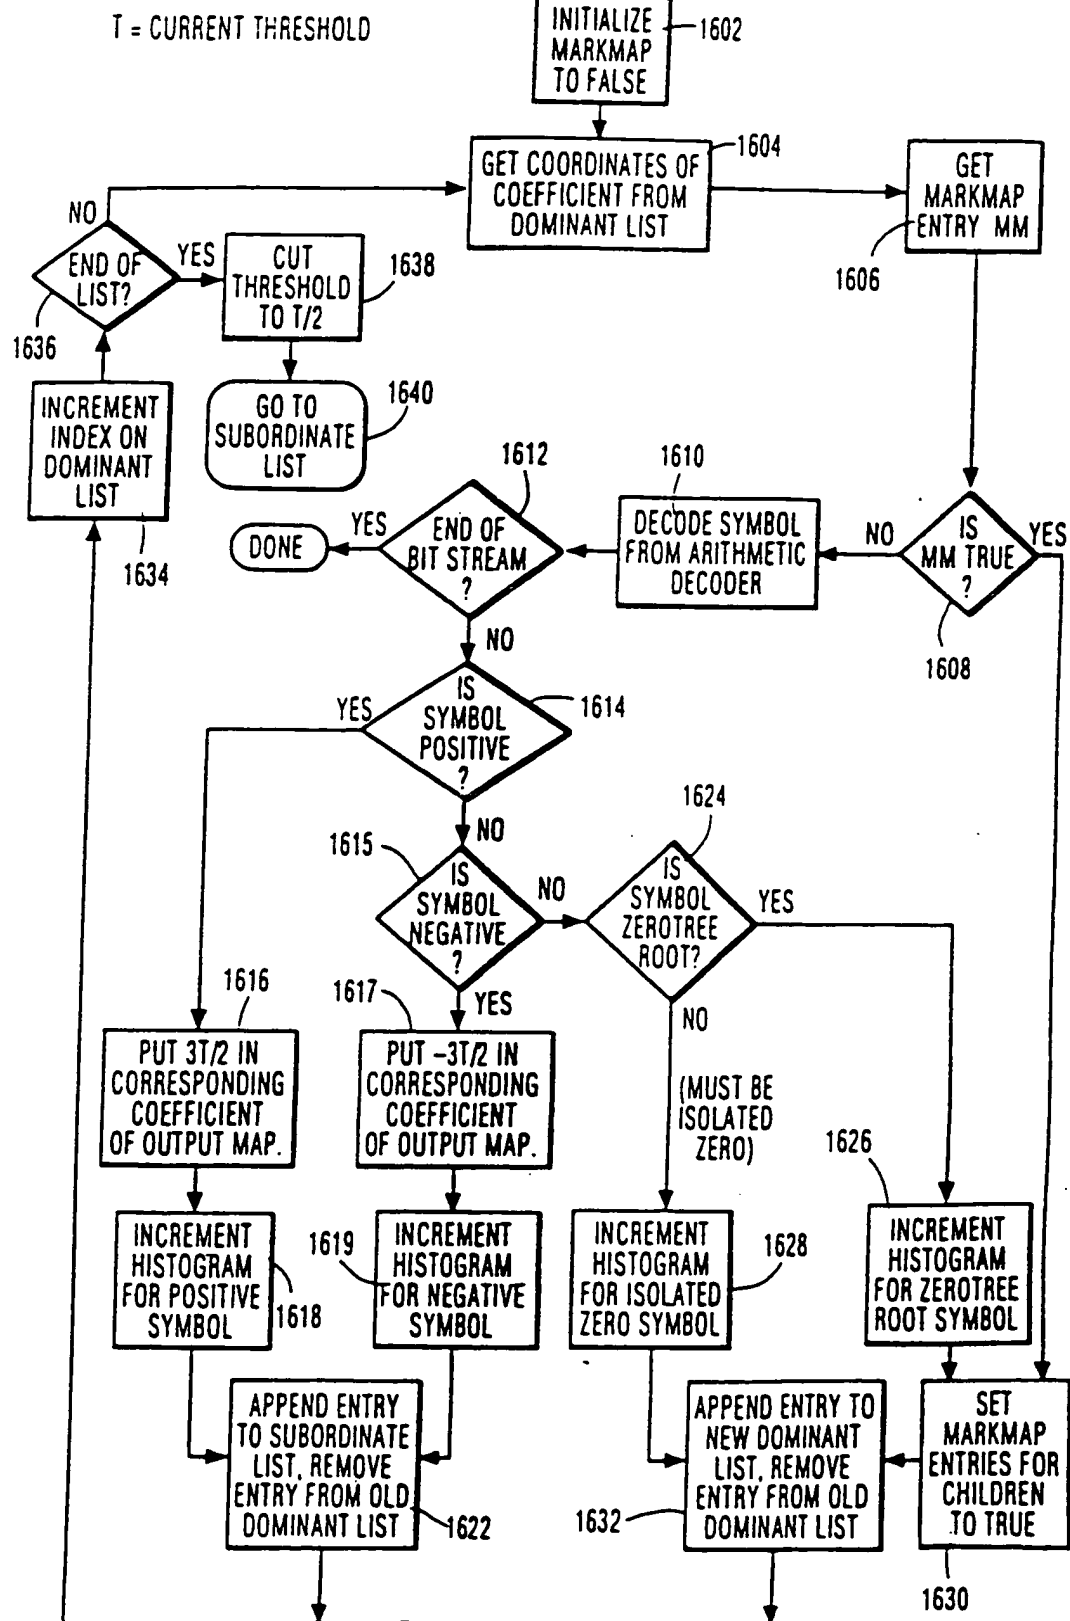 T = CURRENT THRESHOLD
INITIALIZE
MARKMAP
TO FALSE
1602
GET COORDINATES OF
COEFFICIENT FROM
DOMINANT LIST
1604
GET
MARKMAP
ENTRY MM
1606
NO
END OF
LIST?
1636
YES
CUT
THRESHOLD
TO T/2
1638
GO TO
SUBORDINATE
LIST
1640
INCREMENT
INDEX ON
DOMINANT
LIST
1634
DONE
YES
END OF
BIT STREAM
?
1612
NO
DECODE SYMBOL
FROM ARITHMETIC
DECODER
1610
NO
IS
MM TRUE
?
YES
1608
YES
IS
SYMBOL
POSITIVE
?
1614
NO
1615
IS
SYMBOL
NEGATIVE
?
NO
YES
1624
IS
SYMBOL
ZEROTREE
ROOT?
YES
NO
(MUST BE
ISOLATED
ZERO)
1616
PUT 3T/2 IN
CORRESPONDING
COEFFICIENT
OF OUTPUT MAP.
1617
PUT -3T/2 IN
CORRESPONDING
COEFFICIENT
OF OUTPUT MAP.
1626
INCREMENT
HISTOGRAM
FOR POSITIVE
SYMBOL
1618
1619
INCREMENT
HISTOGRAM
FOR NEGATIVE
SYMBOL
INCREMENT
HISTOGRAM
FOR ISOLATED
ZERO SYMBOL
1628
INCREMENT
HISTOGRAM
FOR ZEROTREE
ROOT SYMBOL
APPEND ENTRY
TO SUBORDINATE
LIST, REMOVE
ENTRY FROM OLD
DOMINANT LIST
1622
1632
APPEND ENTRY TO
NEW DOMINANT
LIST, REMOVE
ENTRY FROM OLD
DOMINANT LIST
SET
MARKMAP
ENTRIES FOR
CHILDREN
TO TRUE
1630